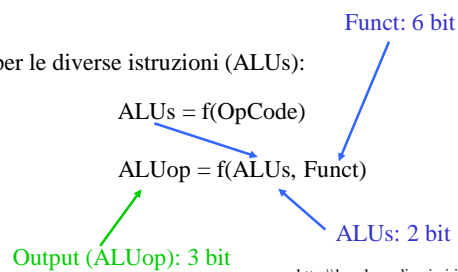 Funct: 6 bit
per le diverse istruzioni (ALUs):
ALUs = f(OpCode)
ALUop = f(ALUs, Funct)
ALUs: 2 bit
Output (ALUop): 3 bit